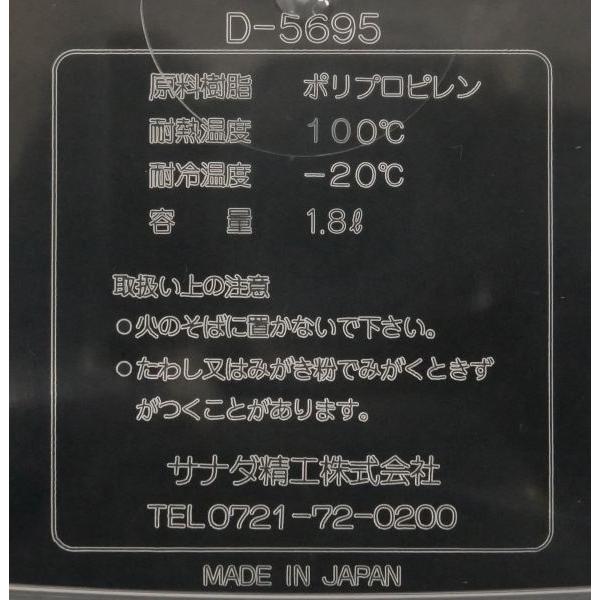 D-5695
原料樹脂 ポリプロピレン
耐熱温度 100℃
耐冷温度 -20℃
容量 1.8ℓ
取扱い上の注意
○火のそばに置かないで下さい。
○たわし又はみがき粉でみがくときず
がつくことがあります。
サナダ精工株式会社
TEL0721-72-0200
MADE IN JAPAN